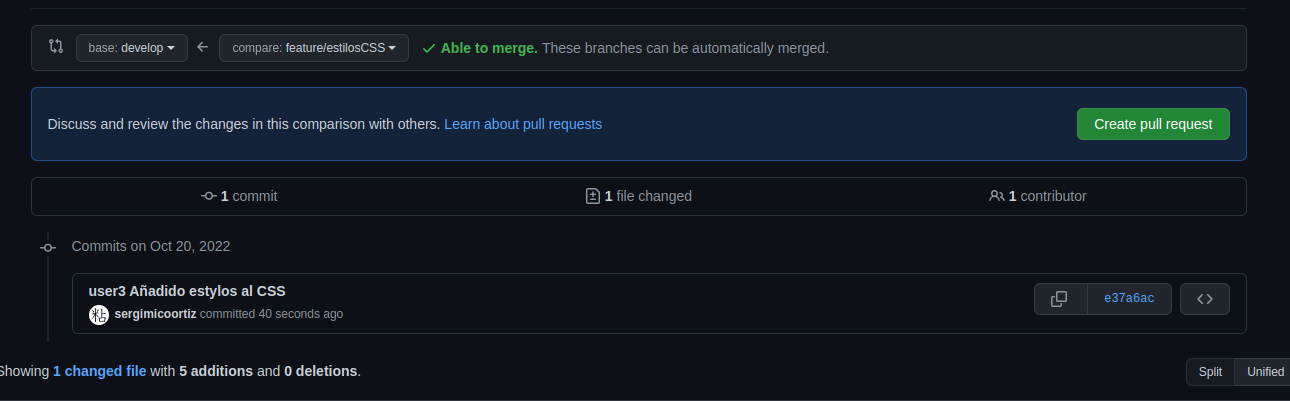 base: develop compare: feature/estilosCSS Able to merge. These branches can be automatically merged.
Discuss and review the changes in this comparison with others. Learn about pull requests Create pull request
1 commit 1 file changed 1 contributor
Commits on Oct 20, 2022
user3 Añadido estylos al CSS
粘 sergimicoortiz committed 40 seconds ago e37a6ac
Showing 1 changed file with 5 additions and 0 deletions. Split Unified